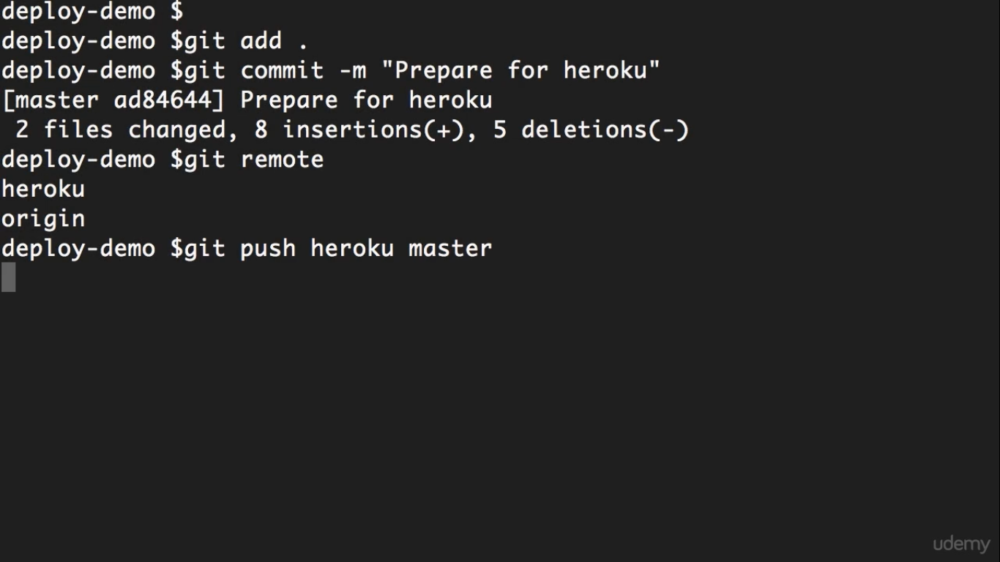 deploy-demo $
deploy-demo $git add .
deploy-demo $git commit -m "Prepare for heroku"
[master ad84644] Prepare for heroku
 2 files changed, 8 insertions(+), 5 deletions(-)
deploy-demo $git remote
heroku
origin
deploy-demo $git push heroku master
udemy